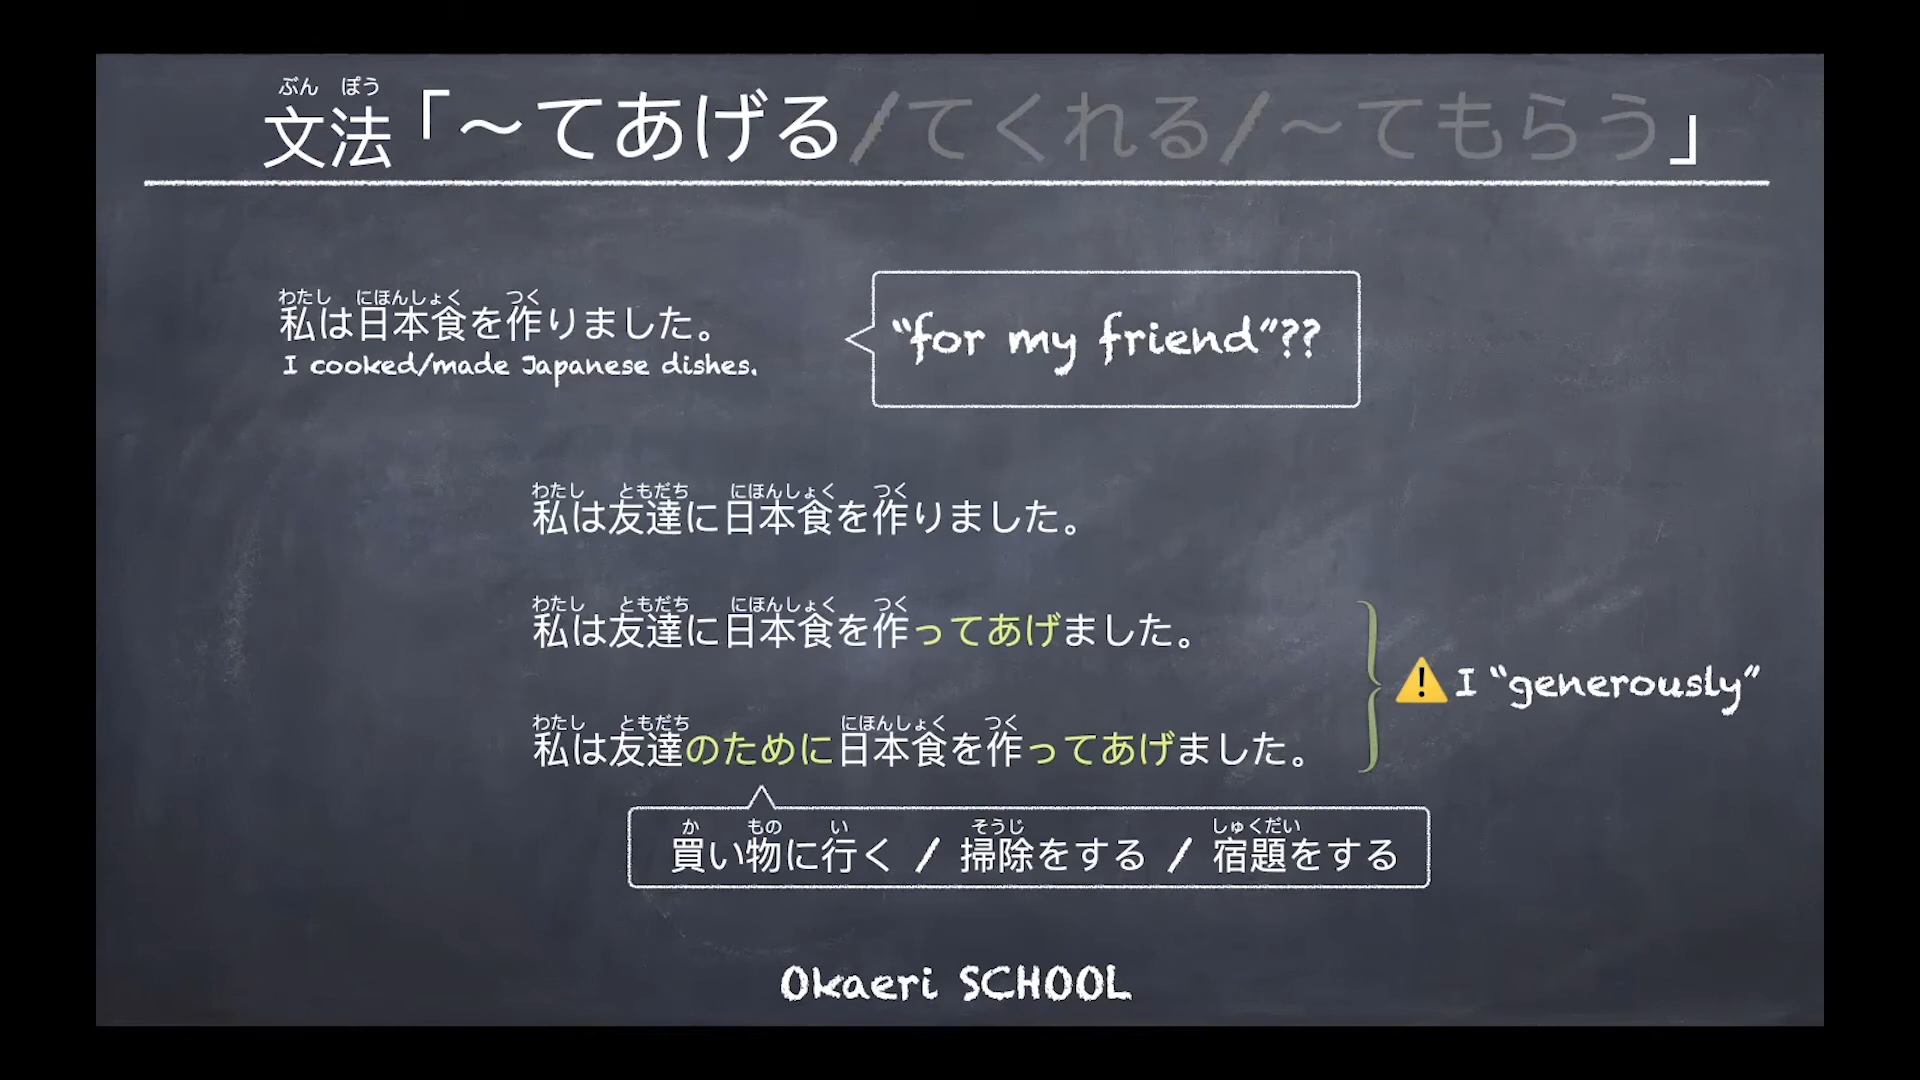 ぶん ぽう
文法「〜てあげる/てくれる/〜てもらう」
わたし にほんしょく つく
私は日本食を作りました。
I cooked/made Japanese dishes.
“for my friend”??
わたし ともだち にほんしょく つく
私は友達に日本食を作りました。
わたし ともだち にほんしょく つく
私は友達に日本食を作ってあげました。
わたし ともだち にほんしょく つく
私は友達のために日本食を作ってあげました。
I “generously”
か もの い そうじ しゅくだい
買い物に行く / 掃除をする / 宿題をする
Okaeri SCHOOL